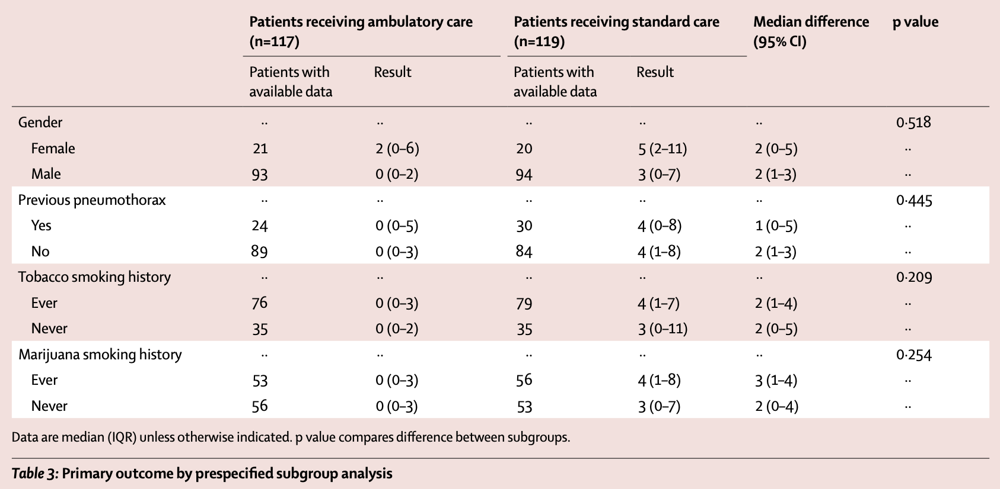 Patients receiving ambulatory care (n=117) Patients receiving standard care (n=119) Median difference (95% CI) p value
Patients with available data Result Patients with available data Result
Gender ·· ·· ·· ·· ·· 0·518
Female 21 2 (0–6) 20 5 (2–11) 2 (0–5) ··
Male 93 0 (0–2) 94 3 (0–7) 2 (1–3) ··
Previous pneumothorax ·· ·· ·· ·· ·· 0·445
Yes 24 0 (0–5) 30 4 (0–8) 1 (0–5) ··
No 89 0 (0–3) 84 4 (1–8) 2 (1–3) ··
Tobacco smoking history ·· ·· ·· ·· ·· 0·209
Ever 76 0 (0–3) 79 4 (1–7) 2 (1–4) ··
Never 35 0 (0–2) 35 3 (0–11) 2 (0–5) ··
Marijuana smoking history ·· ·· ·· ·· ·· 0·254
Ever 53 0 (0–3) 56 4 (1–8) 3 (1–4) ··
Never 56 0 (0–3) 53 3 (0–7) 2 (0–4) ··
Data are median (IQR) unless otherwise indicated. p value compares difference between subgroups.
Table 3: Primary outcome by prespecified subgroup analysis